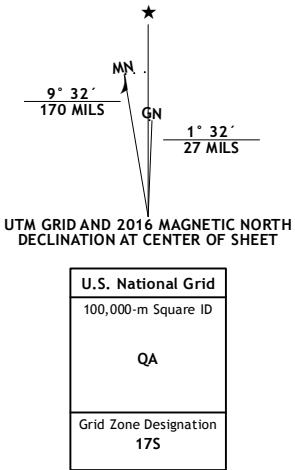 ★
MN
GN
9° 32´
170 MILS
1° 32´
27 MILS
UTM GRID AND 2016 MAGNETIC NORTH
DECLINATION AT CENTER OF SHEET
U.S. National Grid
100,000-m Square ID
QA
Grid Zone Designation
17S